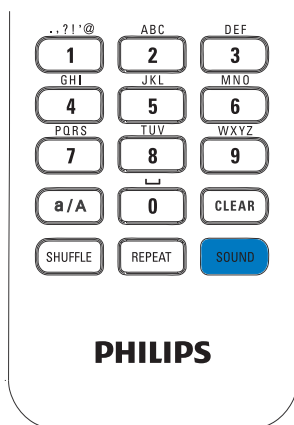 .,?!'@ ABC DEF
1 2 3
GHI JKL MNO
4 5 6
PQRS TUV WXYZ
7 8 9
a/A 0 CLEAR
SHUFFLE REPEAT SOUND
PHILIPS